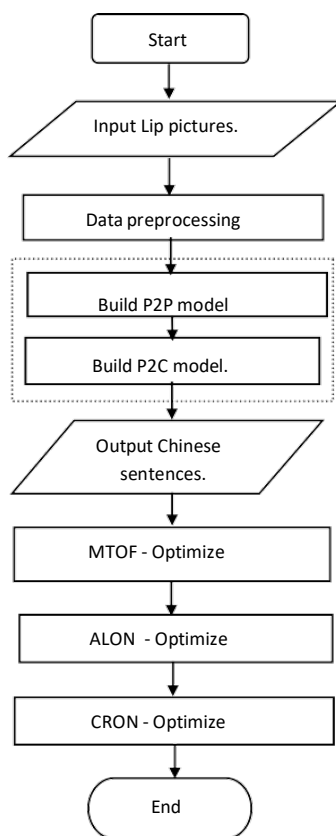 Start
Input Lip pictures.
Data preprocessing
Build P2P model
Build P2C model.
Output Chinese
sentences.
MTOF - Optimize
ALON - Optimize
CRON - Optimize
End